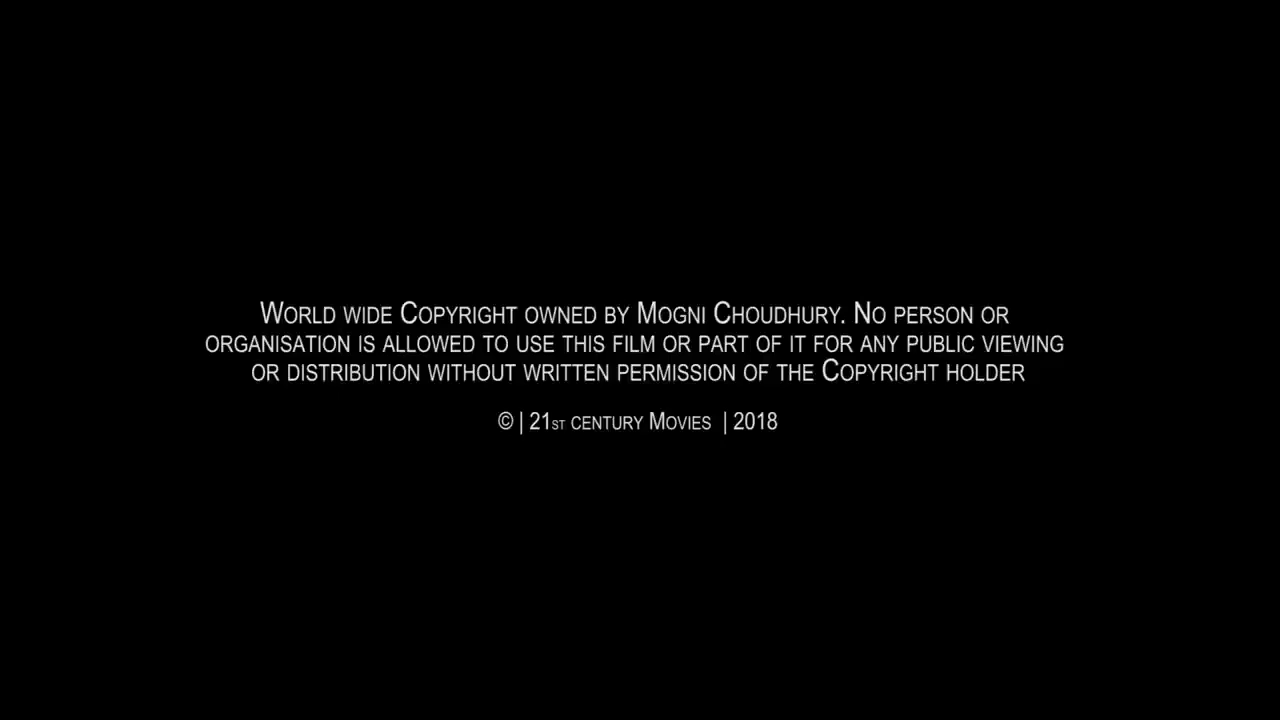 World wide Copyright owned by Mogni Choudhury. No person or
organisation is allowed to use this film or part of it for any public viewing
or distribution without written permission of the Copyright holder
© | 21st century Movies | 2018